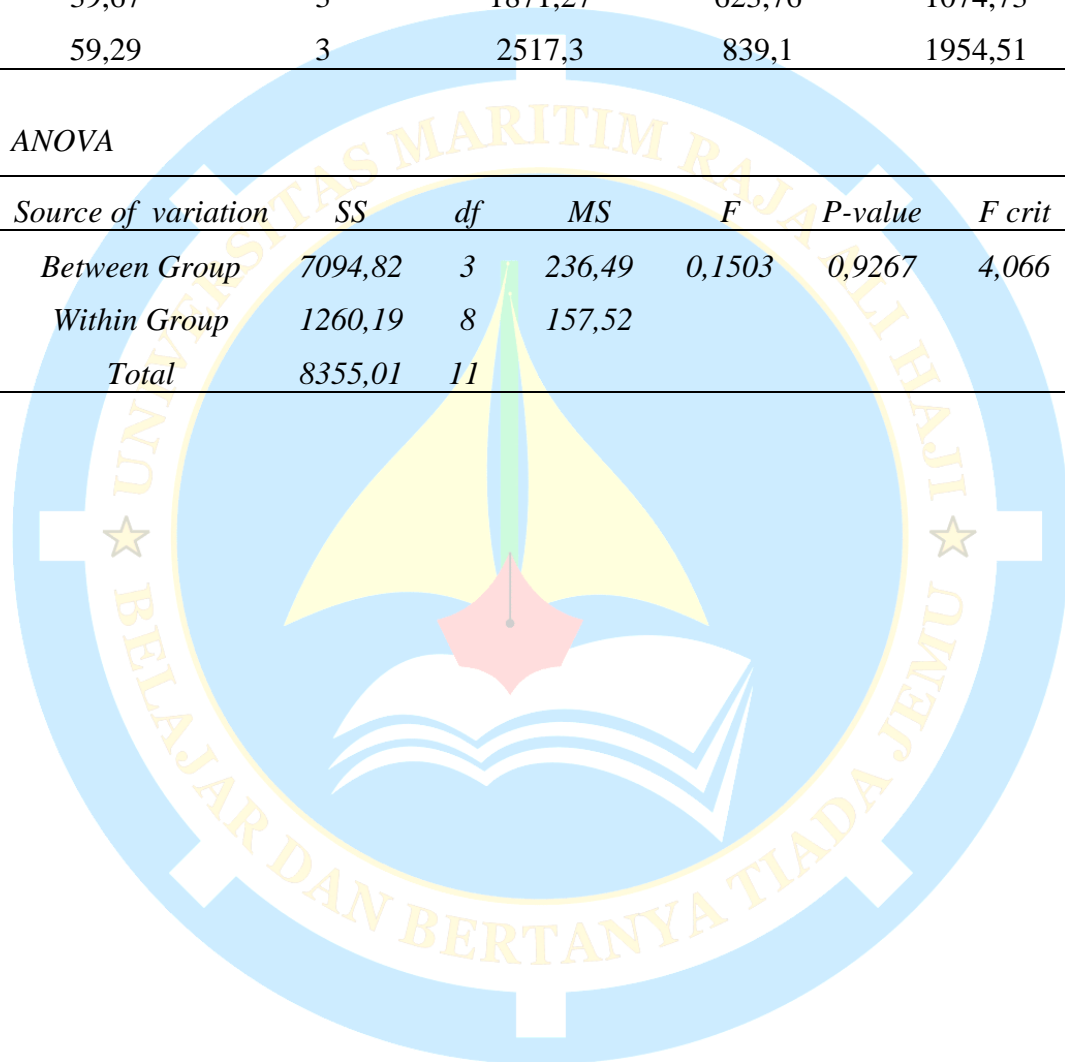 59,29 3 2517,3 839,1 1954,51
ANOVA
Source of variation SS df MS F P-value F crit
Between Group 7094,82 3 236,49 0,1503 0,9267 4,066
Within Group 1260,19 8 157,52
Total 8355,01 11
UNIVERSITAS MARITIM RAJA ALI HAJI
BELAJAR DAN BERTANYA TIADA JEMU